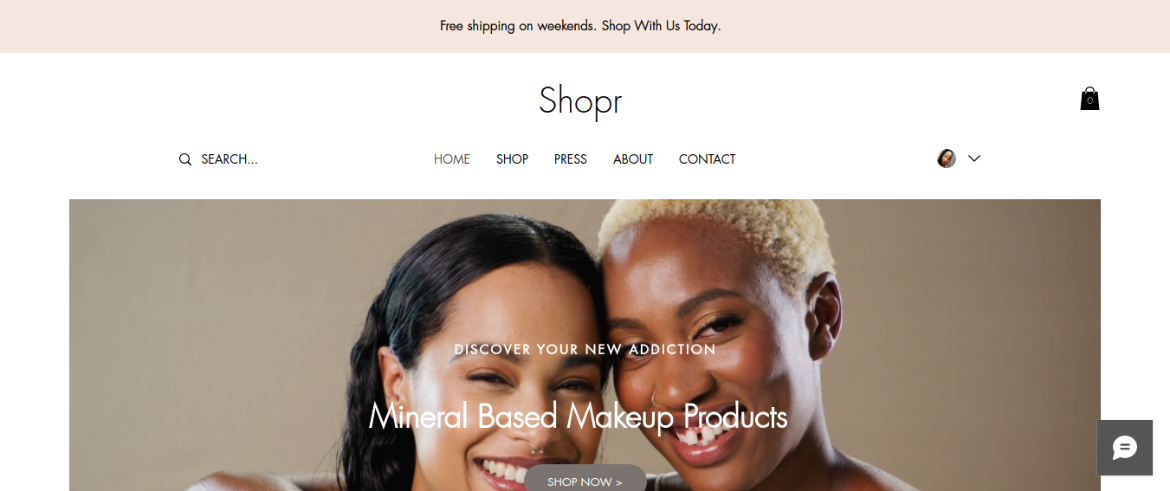 Free shipping on weekends. Shop With Us Today.
Shopr
0
SEARCH...
HOME SHOP PRESS ABOUT CONTACT
DISCOVER YOUR NEW ADDICTION
Mineral Based Makeup Products
SHOP NOW >